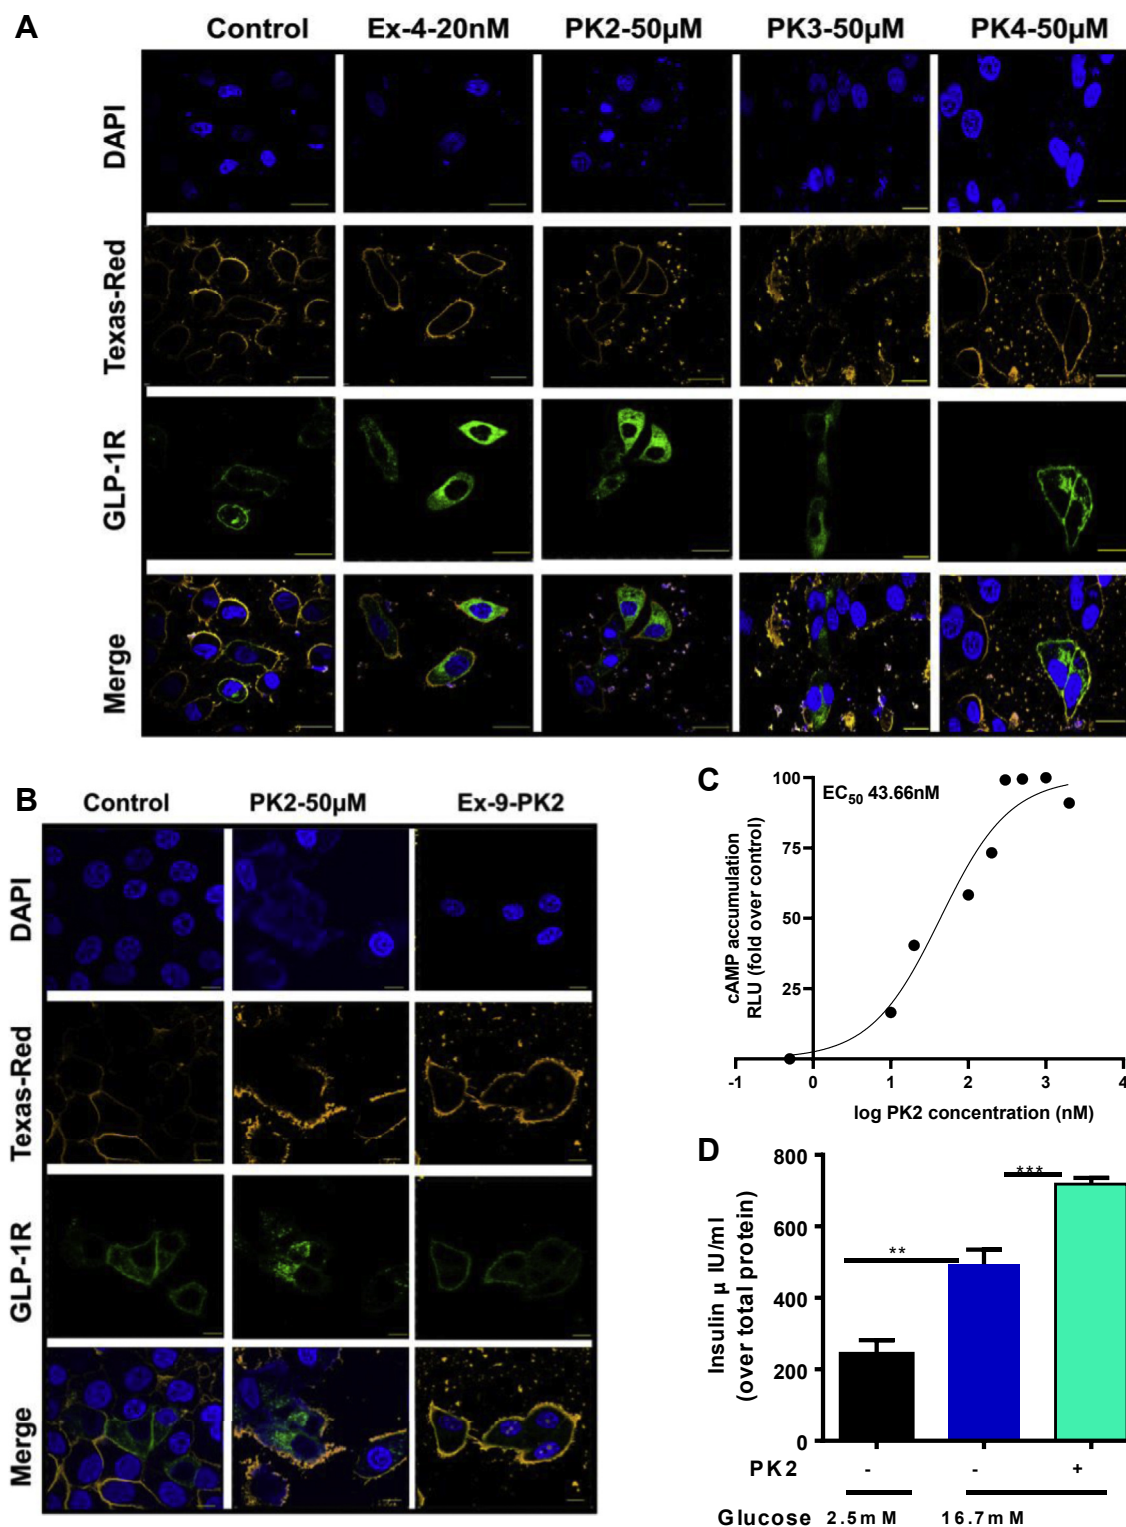 A
Control Ex-4-20nM PK2-50µM PK3-50µM PK4-50µM
DAPI
Texas-Red
GLP-1R
Merge
B
Control PK2-50µM Ex-9-PK2
DAPI
Texas-Red
GLP-1R
Merge
C
EC50 43.66nM
cAMP accumulation
RLU (fold over control)
100
75
50
25
-1 0 1 2 3 4
log PK2 concentration (nM)
D
Insulin µ IU/ml
(over total protein)
800
600
400
200
0
**
***
PK2 - - +
Glucose 2.5mM 16.7mM